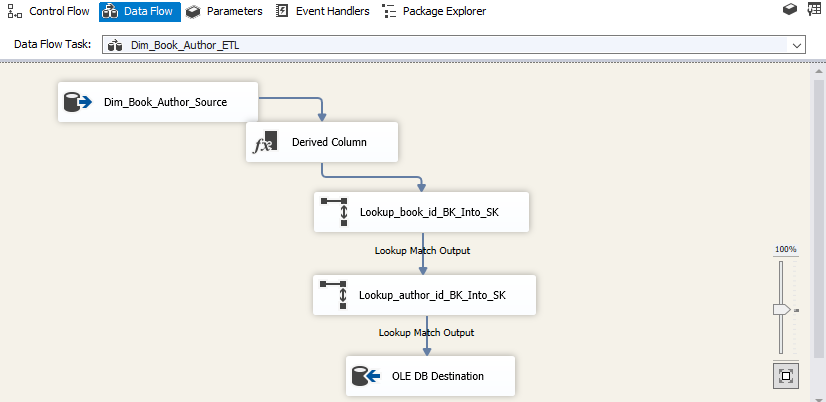 Control Flow Data Flow Parameters Event Handlers Package Explorer
Data Flow Task: Dim_Book_Author_ETL
Dim_Book_Author_Source
Derived Column
Lookup_book_id_BK_Into_SK
Lookup Match Output
100%
Lookup_author_id_BK_Into_SK
Lookup Match Output
OLE DB Destination